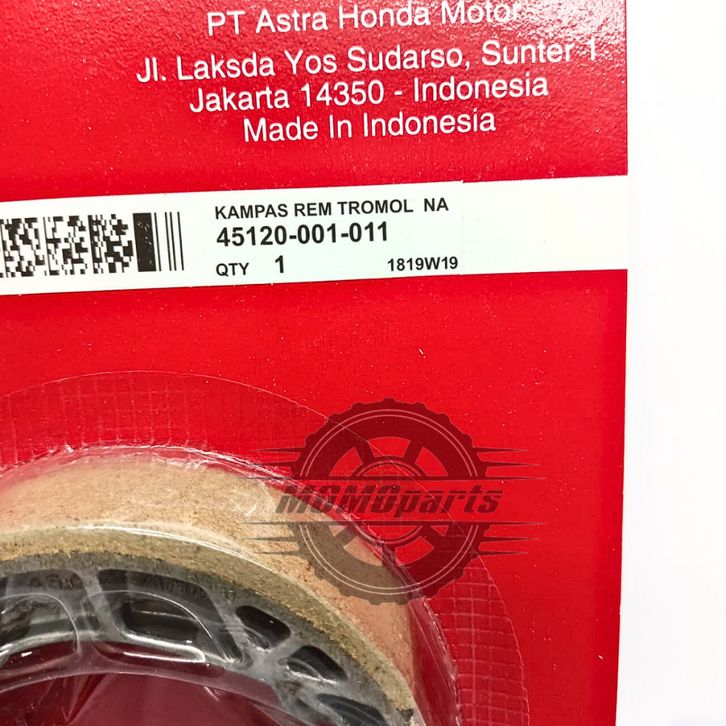 PT Astra Honda Motor
Jl. Laksda Yos Sudarso, Sunter 1
Jakarta 14350 - Indonesia
Made In Indonesia
KAMPAS REM TROMOL NA
45120-001-011
QTY 1
1819W19
MOMOparts